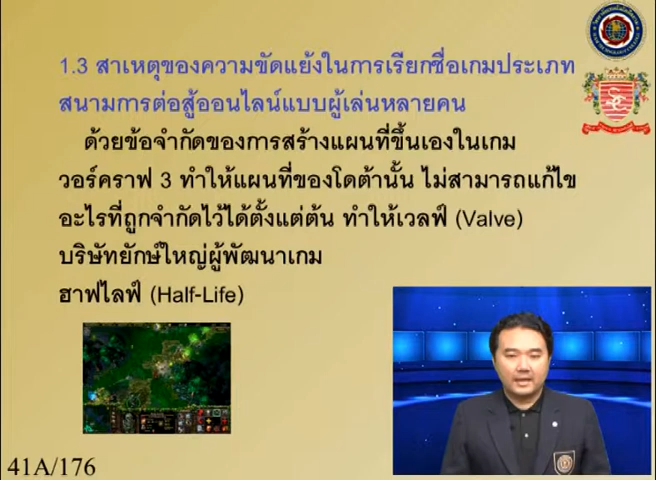 1.3 สาเหตุของความขัดแย้งในการเรียกชื่อเกมประเภท
สนามการต่อสู้ออนไลน์แบบผู้เล่นหลายคน
ด้วยข้อจำกัดของการสร้างแผนที่ขึ้นเองในเกม
วอร์คราฟ 3 ทำให้แผนที่ของโดต้านั้น ไม่สามารถแก้ไข
อะไรที่ถูกจำกัดไว้ได้ตั้งแต่ต้น ทำให้เวลฟ์ (Valve)
บริษัทยักษ์ใหญ่ผู้พัฒนาเกม
ฮาฟไลฟ์ (Half-Life)
41A/176